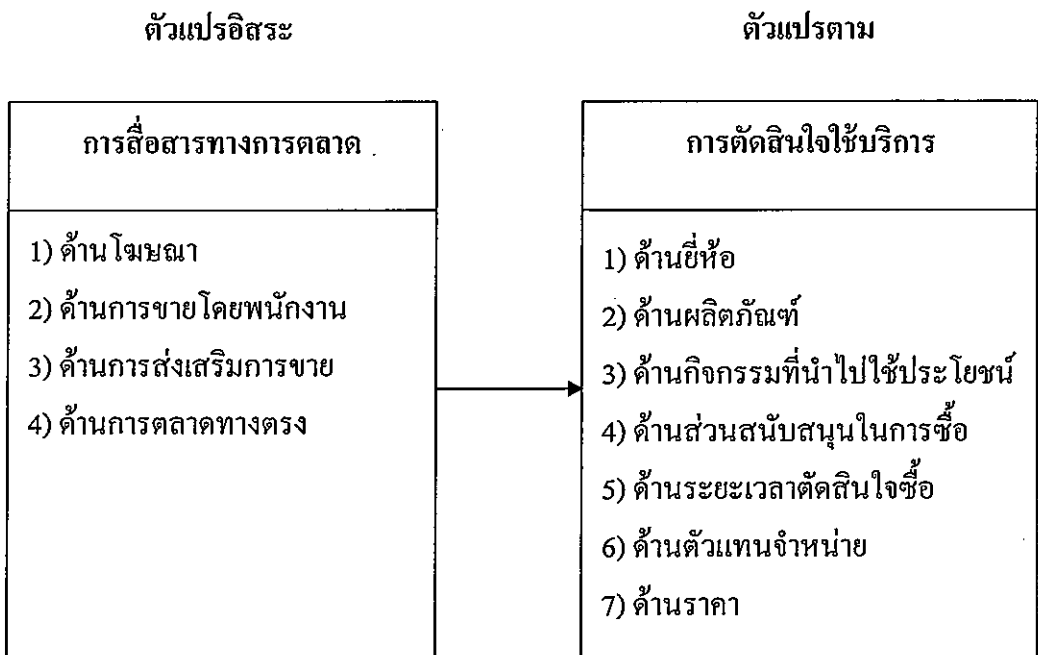 ตัวแปรอิสระ
ตัวแปรตาม
การสื่อสารทางการตลาด
1) ด้านโฆษณา
2) ด้านการขายโดยพนักงาน
3) ด้านการส่งเสริมการขาย
4) ด้านการตลาดทางตรง
การตัดสินใจใช้บริการ
1) ด้านยี่ห้อ
2) ด้านผลิตภัณฑ์
3) ด้านกิจกรรมที่นำไปใช้ประโยชน์
4) ด้านส่วนสนับสนุนในการซื้อ
5) ด้านระยะเวลาตัดสินใจซื้อ
6) ด้านตัวแทนจำหน่าย
7) ด้านราคา